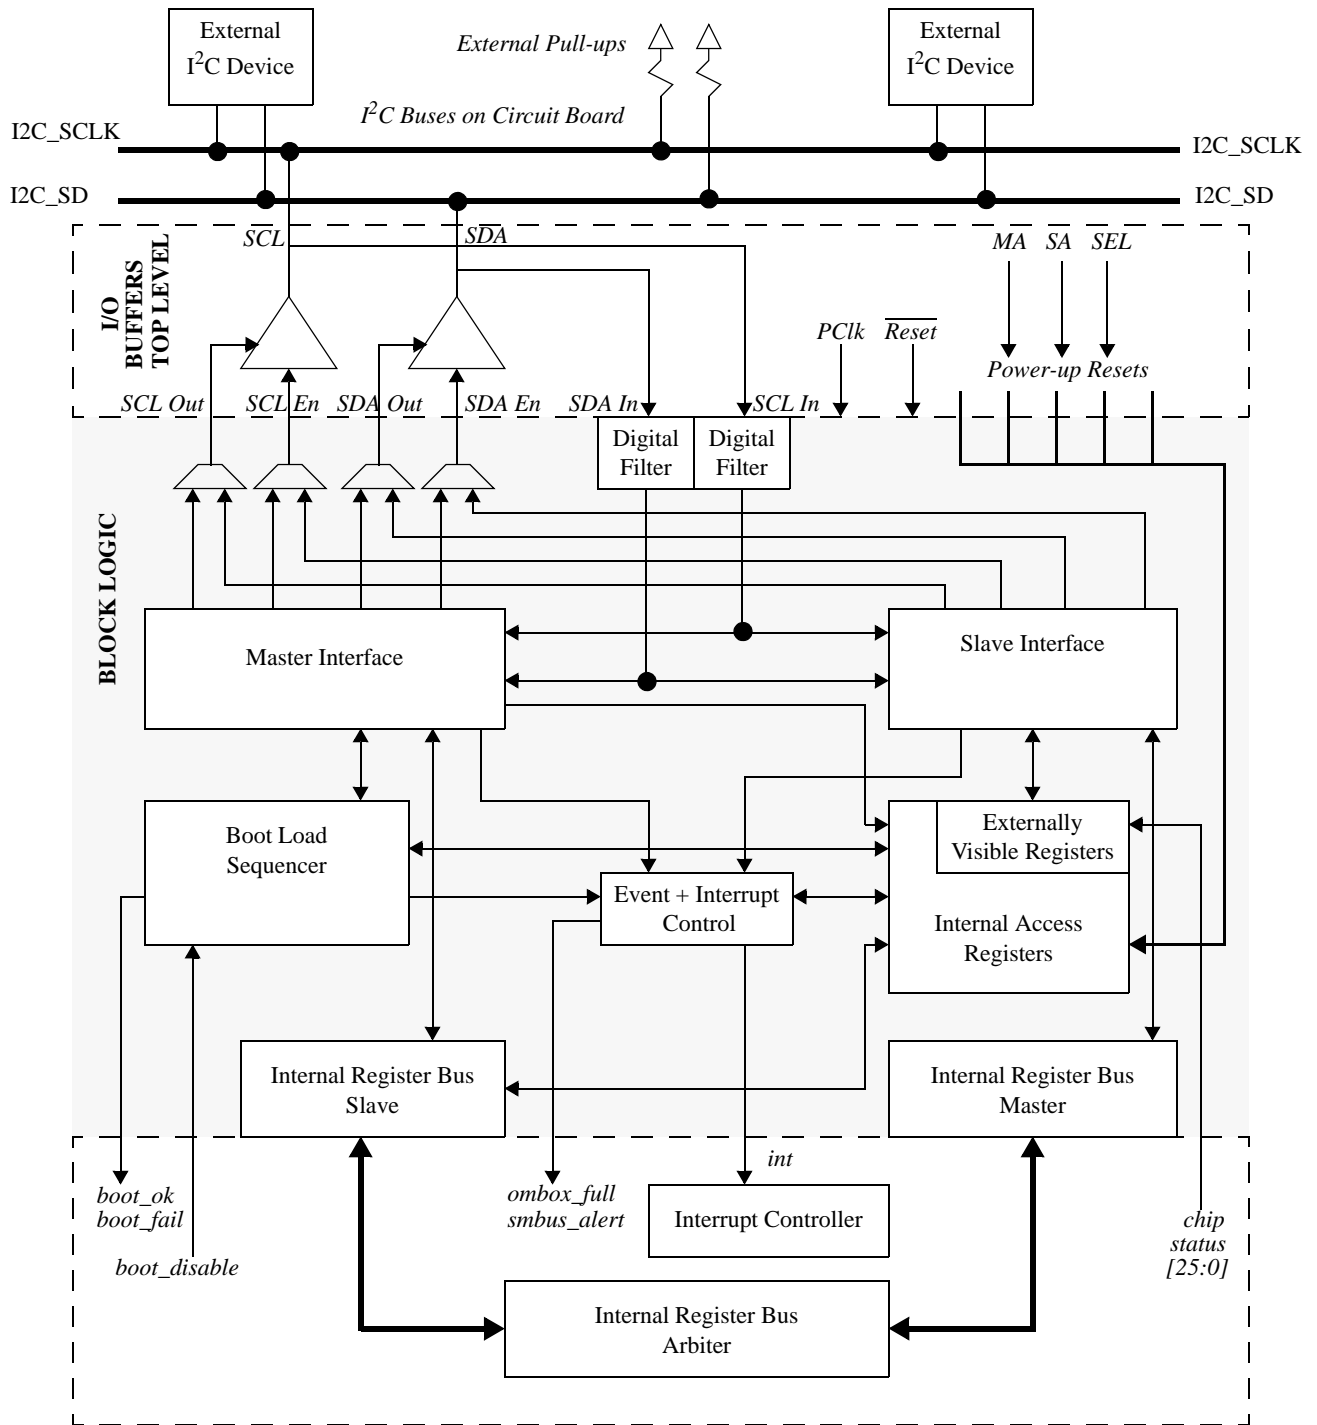 External
I²C Device
External Pull-ups
External
I²C Device
I²C Buses on Circuit Board
I2C_SCLK
I2C_SCLK
I2C_SD
I2C_SD
I/O
BUFFERS
TOP LEVEL
SCL
SDA
MA
SA
SEL
PClk
Reset
Power-up Resets
SCL Out
SCL En
SDA Out
SDA En
SDA In
SCL In
Digital
Filter
Digital
Filter
BLOCK LOGIC
Master Interface
Slave Interface
Boot Load
Sequencer
Externally
Visible Registers
Event + Interrupt
Control
Internal Access
Registers
Internal Register Bus
Slave
Internal Register Bus
Master
int
boot_ok
boot_fail
boot_disable
ombox_full
smbus_alert
Interrupt Controller
chip
status
[25:0]
Internal Register Bus
Arbiter